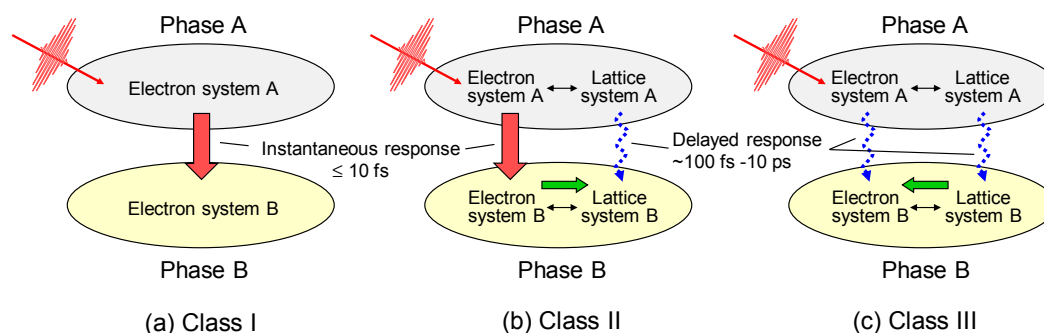 Phase A
Electron system A
Instantaneous response
≤ 10 fs
Electron system B
Phase B
(a) Class I
Phase A
Electron
system A
Lattice
system A
Delayed response
~100 fs -10 ps
Electron
system B
Lattice
system B
Phase B
(b) Class II
Phase A
Electron
system A
Lattice
system A
Electron
system B
Lattice
system B
Phase B
(c) Class III